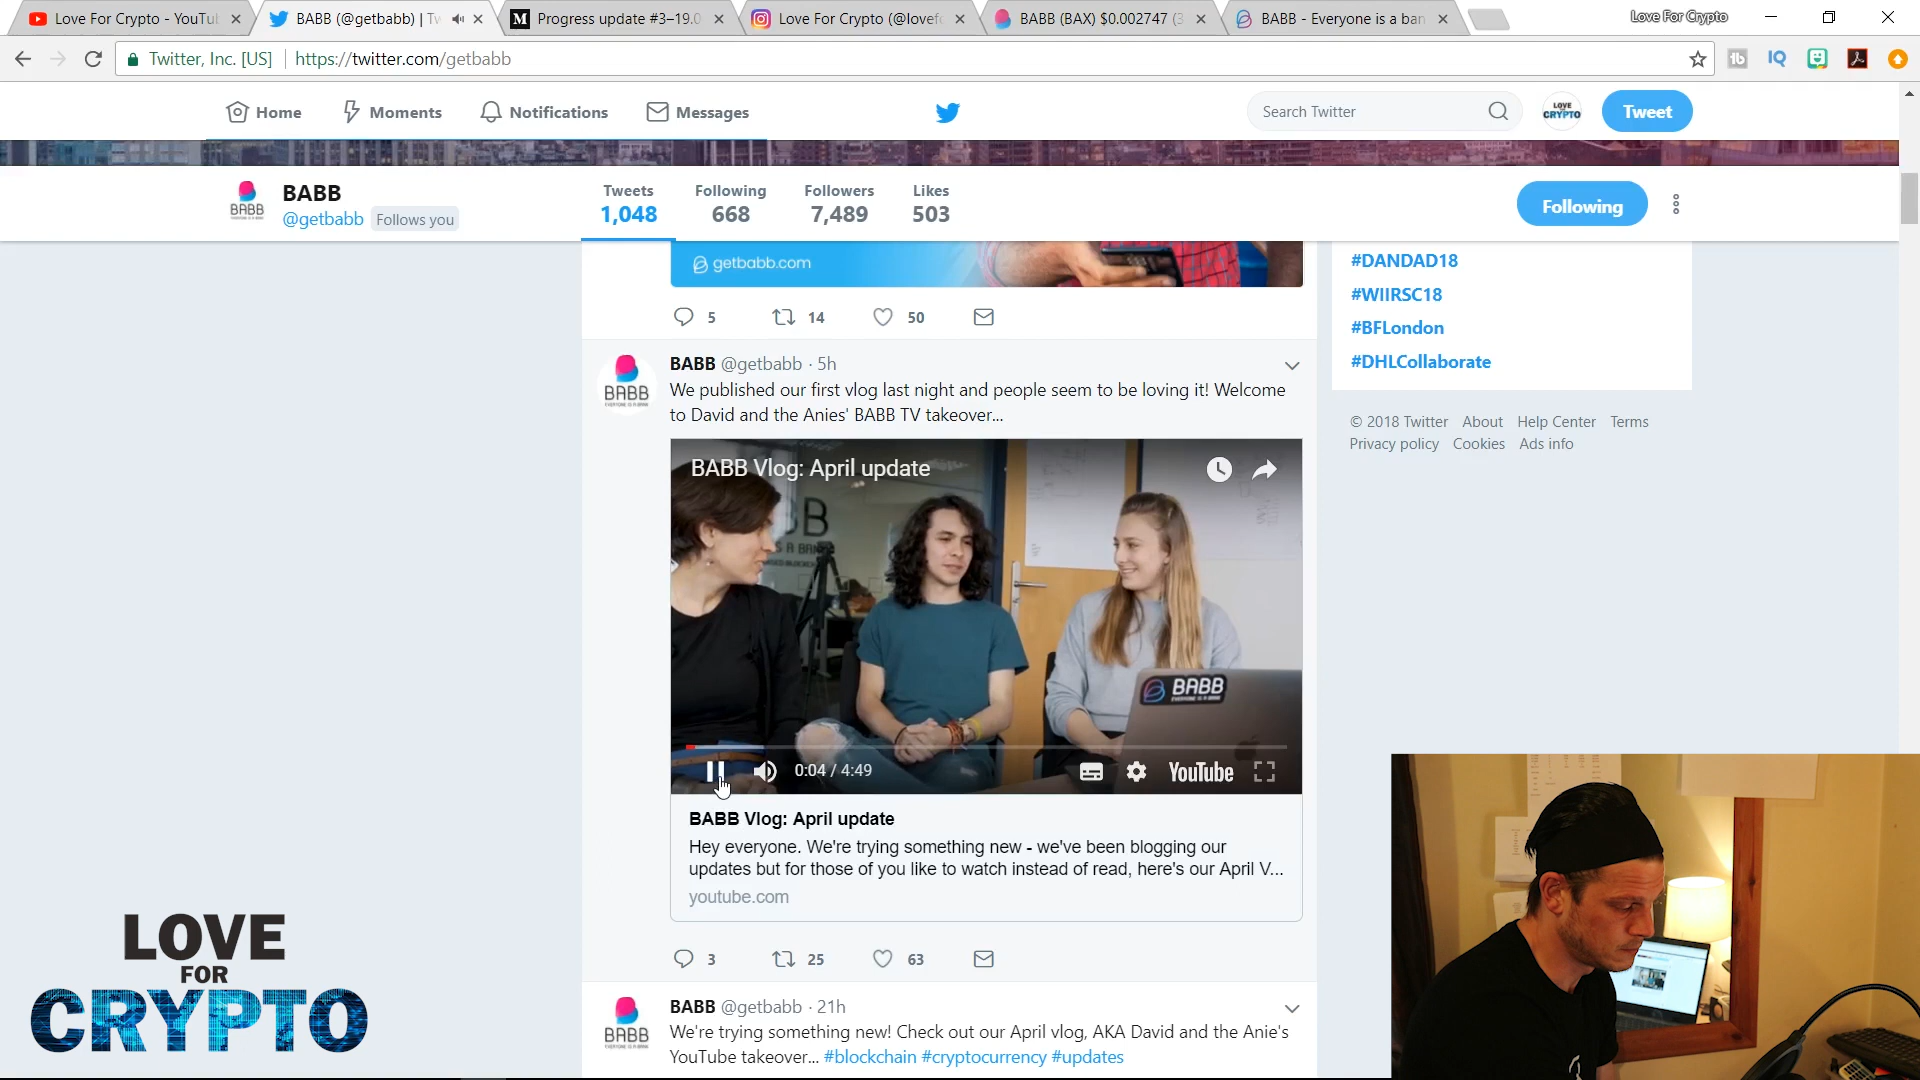 Love For Crypto - YouTu
BABB (@getbabb) | Tw
Progress update #3–19.0
Love For Crypto (@lovefo
BABB (BAX) $0.002747 (3
BABB - Everyone is a ban
Love For Crypto
Twitter, Inc. [US]
https://twitter.com/getbabb
Home
Moments
Notifications
Messages
Search Twitter
LOVE
CRYPTO
Tweet
BABB
BABB
@getbabb
Follows you
Tweets
1,048
Following
668
Followers
7,489
Likes
503
Following
getbabb.com
5
14
50
#DANDAD18
#WIIRSC18
#BFLondon
#DHLCollaborate
© 2018 Twitter About Help Center Terms
Privacy policy Cookies Ads info
BABB
BABB @getbabb · 5h
We published our first vlog last night and people seem to be loving it! Welcome
to David and the Anies' BABB TV takeover...
BABB Vlog: April update
BABB
0:04 / 4:49
YouTube
BABB Vlog: April update
Hey everyone. We're trying something new - we've been blogging our
updates but for those of you like to watch instead of read, here's our April V...
youtube.com
3
25
63
BABB
BABB @getbabb · 21h
We're trying something new! Check out our April vlog, AKA David and the Anie's
YouTube takeover... #blockchain #cryptocurrency #updates
LOVE
FOR
CRYPTO